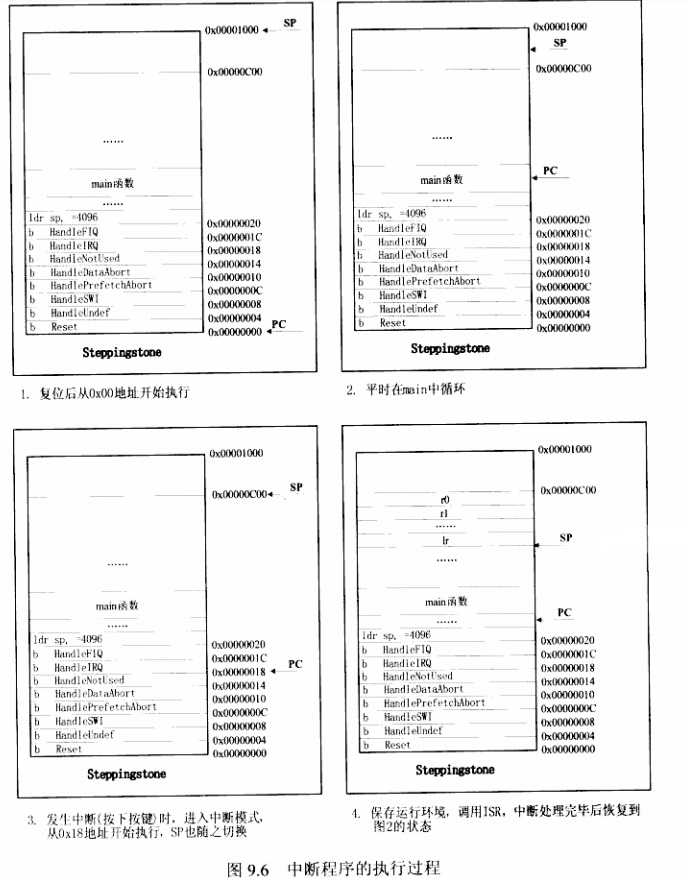 0x00001000 SP
0x00000C00
......
main函数
......
ldr sp, =4096 0x00000020
b HandleFIQ 0x0000001C
b HandleIRQ 0x00000018
b HandleNotUsed 0x00000014
b HandleDataAbort 0x00000010
b HandlePrefetchAbort 0x0000000C
b HandleSWI 0x00000008
b HandleUndef 0x00000004
b Reset 0x00000000 PC
Steppingstone
1. 复位后从0x00地址开始执行
0x00001000
SP
0x00000C00
......
PC
main函数
......
ldr sp, =4096 0x00000020
b HandleFIQ 0x0000001C
b HandleIRQ 0x00000018
b HandleNotUsed 0x00000014
b HandleDataAbort 0x00000010
b HandlePrefetchAbort 0x0000000C
b HandleSWI 0x00000008
b HandleUndef 0x00000004
b Reset 0x00000000
Steppingstone
2. 平时在main中循环
0x00001000
0x00000C00 SP
......
main函数
......
ldr sp, =4096 0x00000020
b HandleFIQ 0x0000001C
b HandleIRQ 0x00000018 PC
b HandleNotUsed 0x00000014
b HandleDataAbort 0x00000010
b HandlePrefetchAbort 0x0000000C
b HandleSWI 0x00000008
b HandleUndef 0x00000004
b Reset 0x00000000
Steppingstone
3. 发生中断(按下按键)时, 进入中断模式,
从0x18地址开始执行, SP也随之切换
0x00001000
0x00000C00
r0
r1
......
lr SP
......
main函数
PC
......
ldr sp, =4096 0x00000020
b HandleFIQ 0x0000001C
b HandleIRQ 0x00000018
b HandleNotUsed 0x00000014
b HandleDataAbort 0x00000010
b HandlePrefetchAbort 0x0000000C
b HandleSWI 0x00000008
b HandleUndef 0x00000004
b Reset 0x00000000
Steppingstone
4. 保存运行环境, 调用ISR, 中断处理完毕后恢复到
图2的状态
图 9.6 中断程序的执行过程